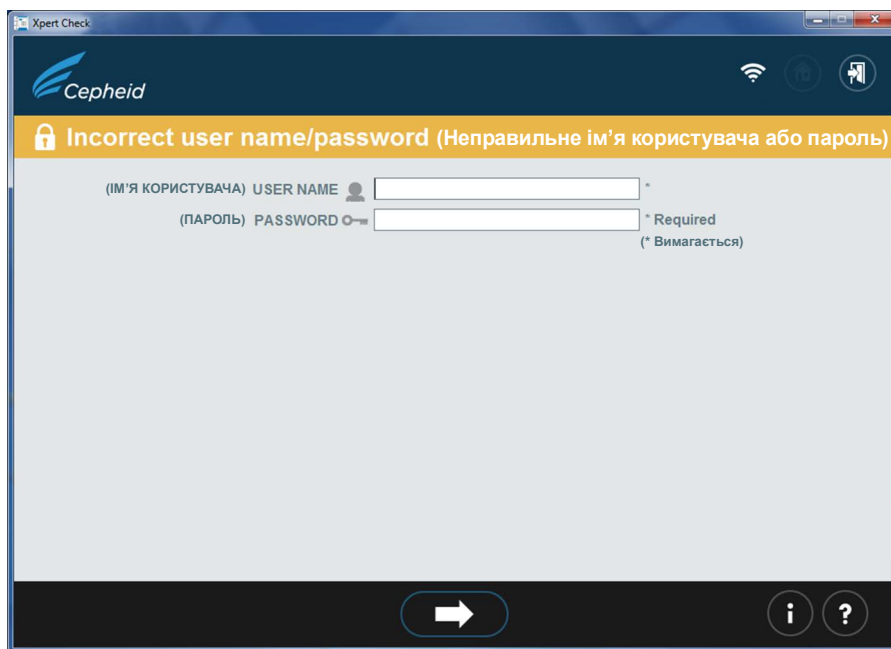 Xpert Check
Cepheid
Incorrect user name/password (Неправильне ім’я користувача або пароль)
(ІМ’Я КОРИСТУВАЧА) USER NAME *
(ПАРОЛЬ) PASSWORD * Required
(* Вимагається)
i ?